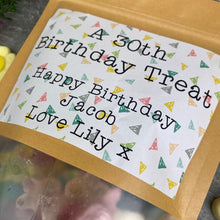 A 30th
Birthday Treat
Happy Birthday
Jacob
Love Lily X